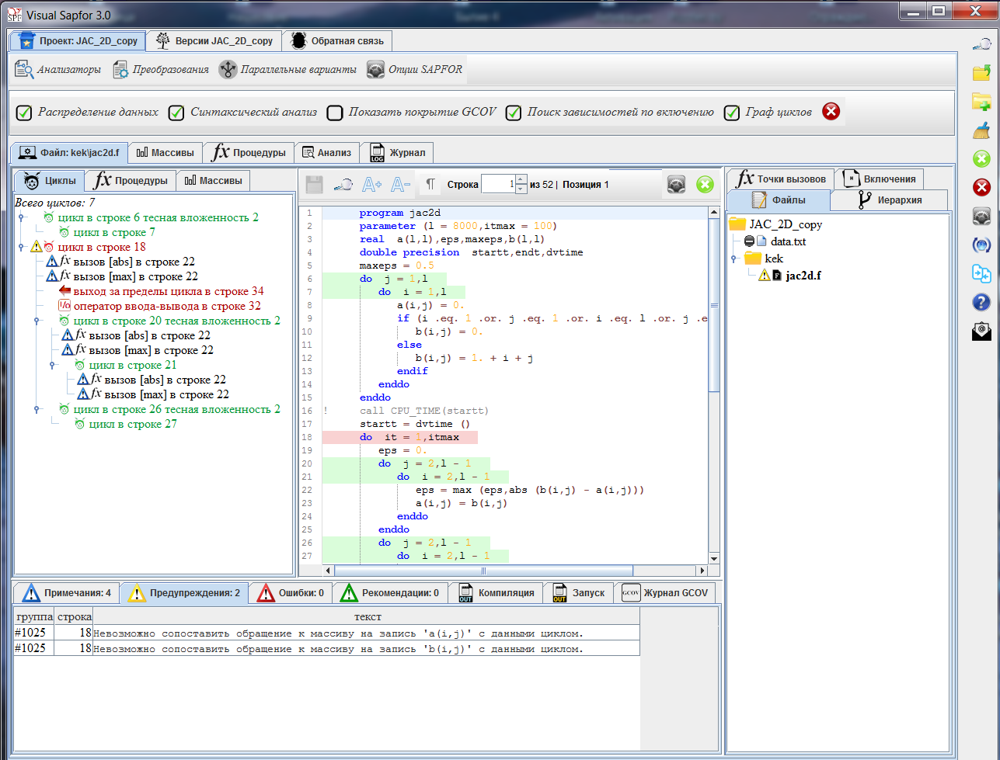 Visual Sapfor 3.0
Проект: JAC_2D_copy
Версии JAC_2D_copy
Обратная связь
Анализаторы
Преобразования
Параллельные варианты
Опции SAPFOR
Распределение данных
Синтаксический анализ
Показать покрытие GCOV
Поиск зависимостей по включению
Граф циклов
Файл: kek\jac2d.f
Массивы
Процедуры
Анализ
Журнал
Циклы
Процедуры
Массивы
Всего циклов: 7
цикл в строке 6 тесная вложенность 2
цикл в строке 7
цикл в строке 18
вызов [abs] в строке 22
вызов [max] в строке 22
выход за пределы цикла в строке 34
оператор ввода-вывода в строке 32
цикл в строке 20 тесная вложенность 2
вызов [abs] в строке 22
вызов [max] в строке 22
цикл в строке 21
вызов [abs] в строке 22
вызов [max] в строке 22
цикл в строке 26 тесная вложенность 2
цикл в строке 27
Строка 1 из 52 | Позиция 1
1 program jac2d
2 parameter (l = 8000,itmax = 100)
3 real a(l,l),eps,maxeps,b(l,l)
4 double precision startt,endt,dvtime
5 maxeps = 0.5
6 do j = 1,l
7 do i = 1,l
8 a(i,j) = 0.
9 if (i .eq. 1 .or. j .eq. 1 .or. i .eq. l .or. j .e
10 b(i,j) = 0.
11 else
12 b(i,j) = 1. + i + j
13 endif
14 enddo
15 enddo
16 ! call CPU_TIME(startt)
17 startt = dvtime ()
18 do it = 1,itmax
19 eps = 0.
20 do j = 2,l - 1
21 do i = 2,l - 1
22 eps = max (eps,abs (b(i,j) - a(i,j)))
23 a(i,j) = b(i,j)
24 enddo
25 enddo
26 do j = 2,l - 1
27 do i = 2,l - 1
Точки вызовов
Включения
Файлы
Иерархия
JAC_2D_copy
data.txt
kek
jac2d.f
Примечания: 4
Предупреждения: 2
Ошибки: 0
Рекомендации: 0
Компиляция
Запуск
Журнал GCOV
группа строка текст
#1025 18 Невозможно сопоставить обращение к массиву на запись 'a(i,j)' с данными циклом.
#1025 18 Невозможно сопоставить обращение к массиву на запись 'b(i,j)' с данными циклом.